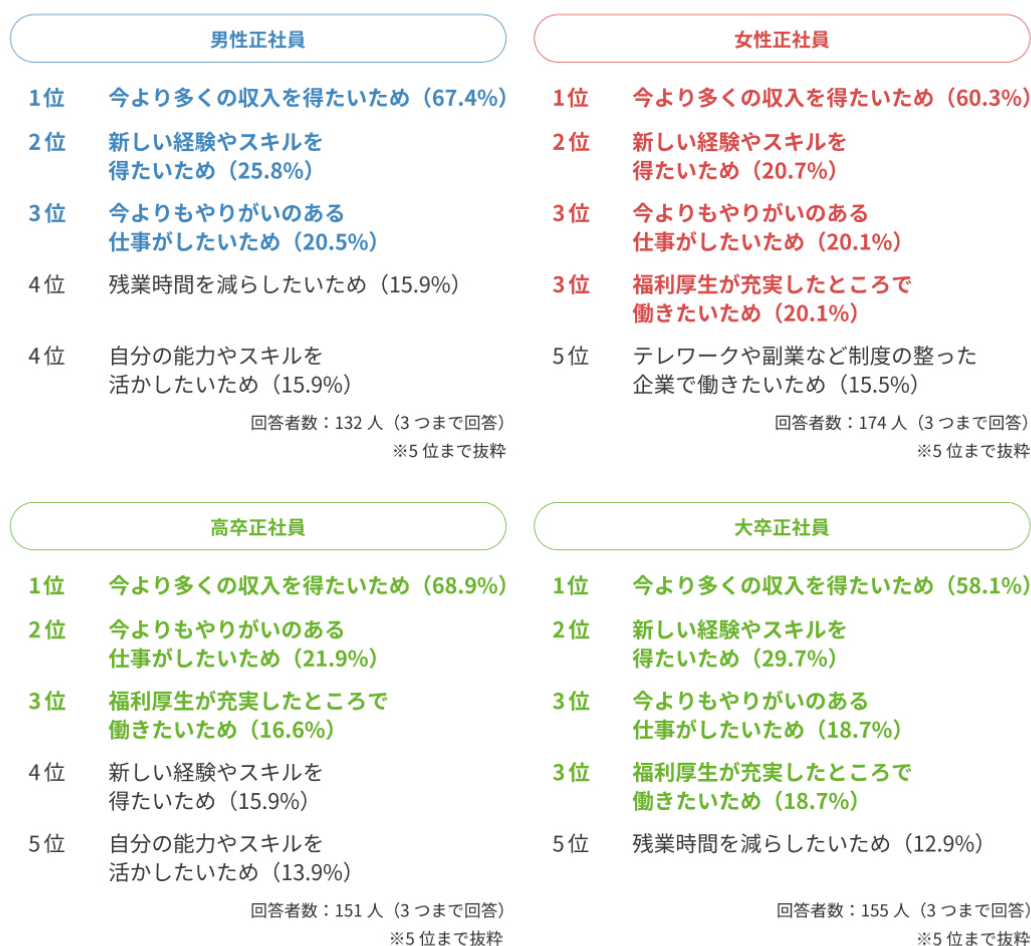 男性正社員
1位 今より多くの収入を得たいため（67.4%）
2位 新しい経験やスキルを
得たいため（25.8%）
3位 今よりもやりがいのある
仕事がしたいため（20.5%）
4位 残業時間を減らしたいため（15.9%）
4位 自分の能力やスキルを
活かしたいため（15.9%）
回答者数：132 人（3 つまで回答）
※5 位まで抜粋
女性正社員
1位 今より多くの収入を得たいため（60.3%）
2位 新しい経験やスキルを
得たいため（20.7%）
3位 今よりもやりがいのある
仕事がしたいため（20.1%）
3位 福利厚生が充実したところで
働きたいため（20.1%）
5位 テレワークや副業など制度の整った
企業で働きたいため（15.5%）
回答者数：174 人（3 つまで回答）
※5 位まで抜粋
高卒正社員
1位 今より多くの収入を得たいため（68.9%）
2位 今よりもやりがいのある
仕事がしたいため（21.9%）
3位 福利厚生が充実したところで
働きたいため（16.6%）
4位 新しい経験やスキルを
得たいため（15.9%）
5位 自分の能力やスキルを
活かしたいため（13.9%）
回答者数：151 人（3 つまで回答）
※5 位まで抜粋
大卒正社員
1位 今より多くの収入を得たいため（58.1%）
2位 新しい経験やスキルを
得たいため（29.7%）
3位 今よりもやりがいのある
仕事がしたいため（18.7%）
3位 福利厚生が充実したところで
働きたいため（18.7%）
5位 残業時間を減らしたいため（12.9%）
回答者数：155 人（3 つまで回答）
※5 位まで抜粋